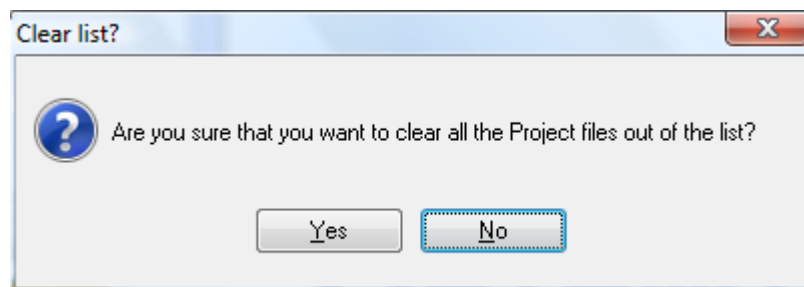 Clear list?
Are you sure that you want to clear all the Project files out of the list?
Yes
No